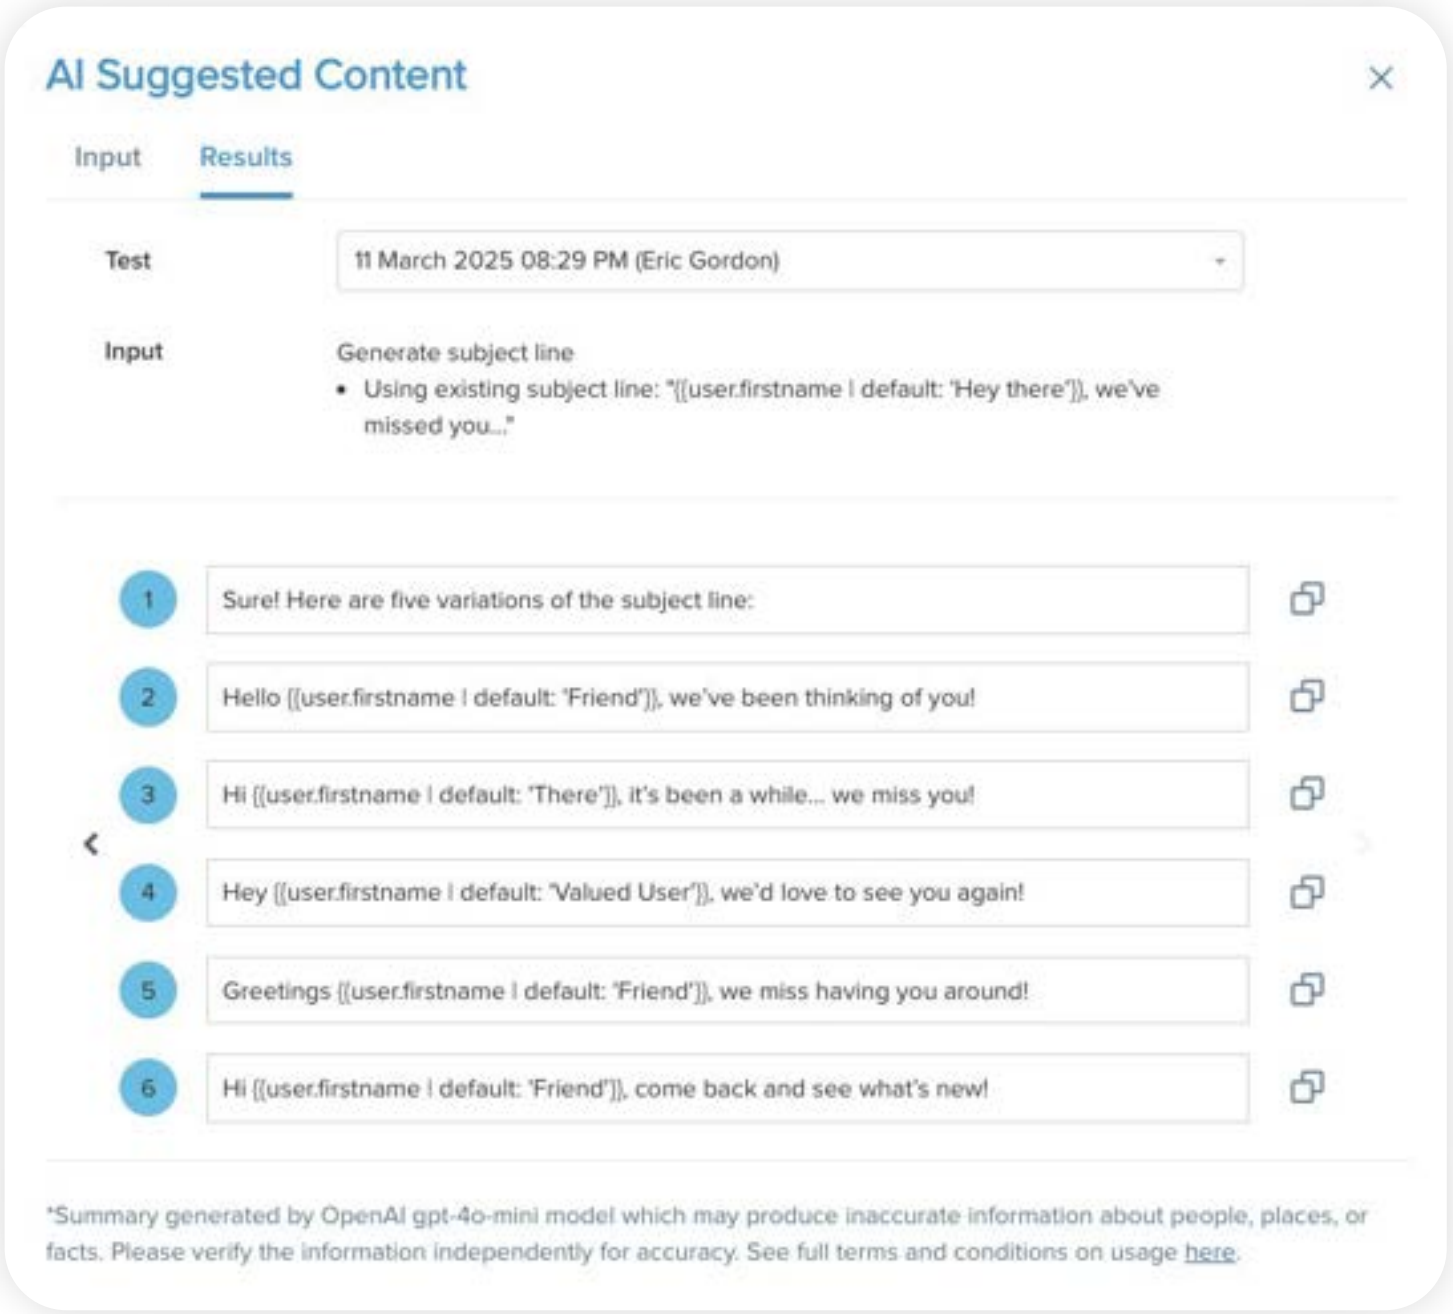 AI Suggested Content
Input
Results
Test
11 March 2025 08:29 PM (Eric Gordon)
Input
Generate subject line
• Using existing subject line: "{{user.firstname | default: 'Hey there'}}, we've
missed you..."
1
Sure! Here are five variations of the subject line:
2
Hello {{user.firstname | default: 'Friend'}}, we've been thinking of you!
3
Hi {{user.firstname | default: 'There'}}, it's been a while... we miss you!
4
Hey {{user.firstname | default: 'Valued User'}}, we'd love to see you again!
5
Greetings {{user.firstname | default: 'Friend'}}, we miss having you around!
6
Hi {{user.firstname | default: 'Friend'}}, come back and see what's new!
*Summary generated by OpenAI gpt-4o-mini model which may produce inaccurate information about people, places, or
facts. Please verify the information independently for accuracy. See full terms and conditions on usage here.